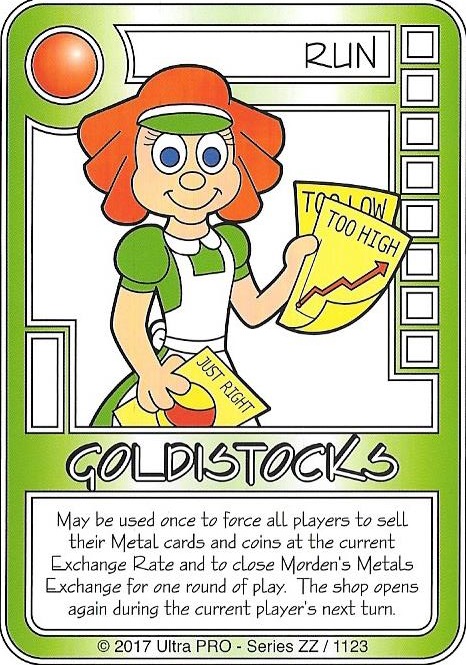 RUN
TOO LOW
TOO HIGH
JUST RIGHT
GOLDISTOCKS
May be used once to force all players to sell
their Metal cards and coins at the current
Exchange Rate and to close Morden's Metals
Exchange for one round of play. The shop opens
again during the current player's next turn.
© 2017 Ultra PRO - Series ZZ / 1123